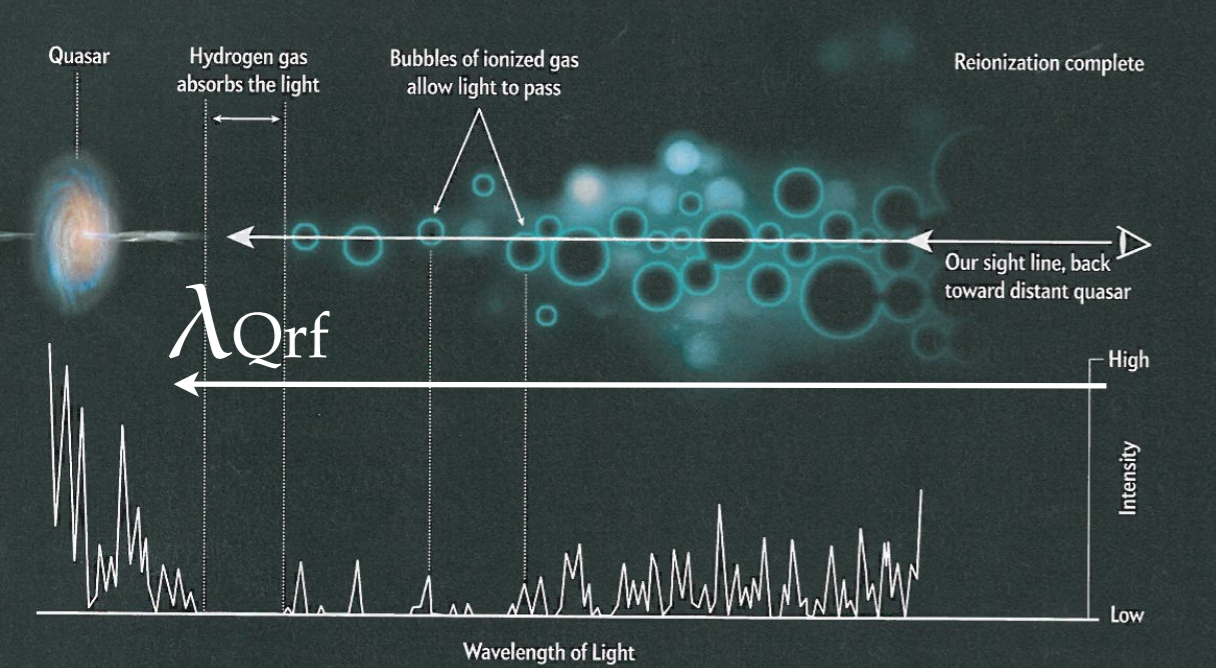 Quasar
Hydrogen gas
absorbs the light
Bubbles of ionized gas
allow light to pass
Reionization complete
Our sight line, back
toward distant quasar
λQrf
High
Intensity
Low
Wavelength of Light